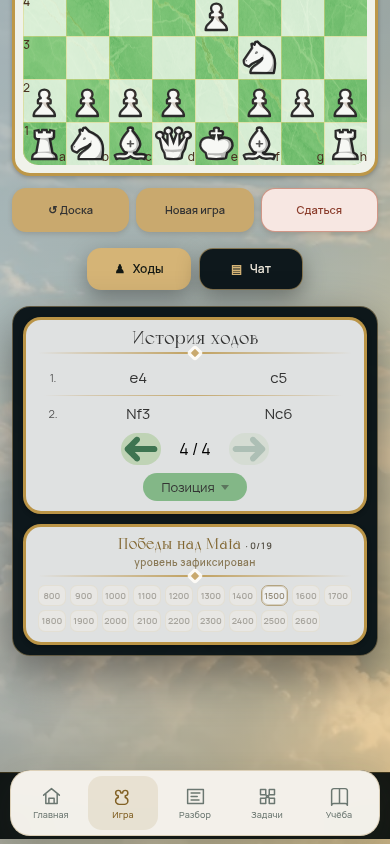 4
3
2
1
a b c d e f g h
↺ Доска Новая игра Сдаться
Ходы Чат
История ходов
1. e4 c5
2. Nf3 Nc6
4 / 4
Позиция
Победы над Maia · 0/19
уровень зафиксирован
800 900 1000 1100 1200 1300 1400 1500 1600 1700
1800 1900 2000 2100 2200 2300 2400 2500 2600
Главная Игра Разбор Задачи Учёба